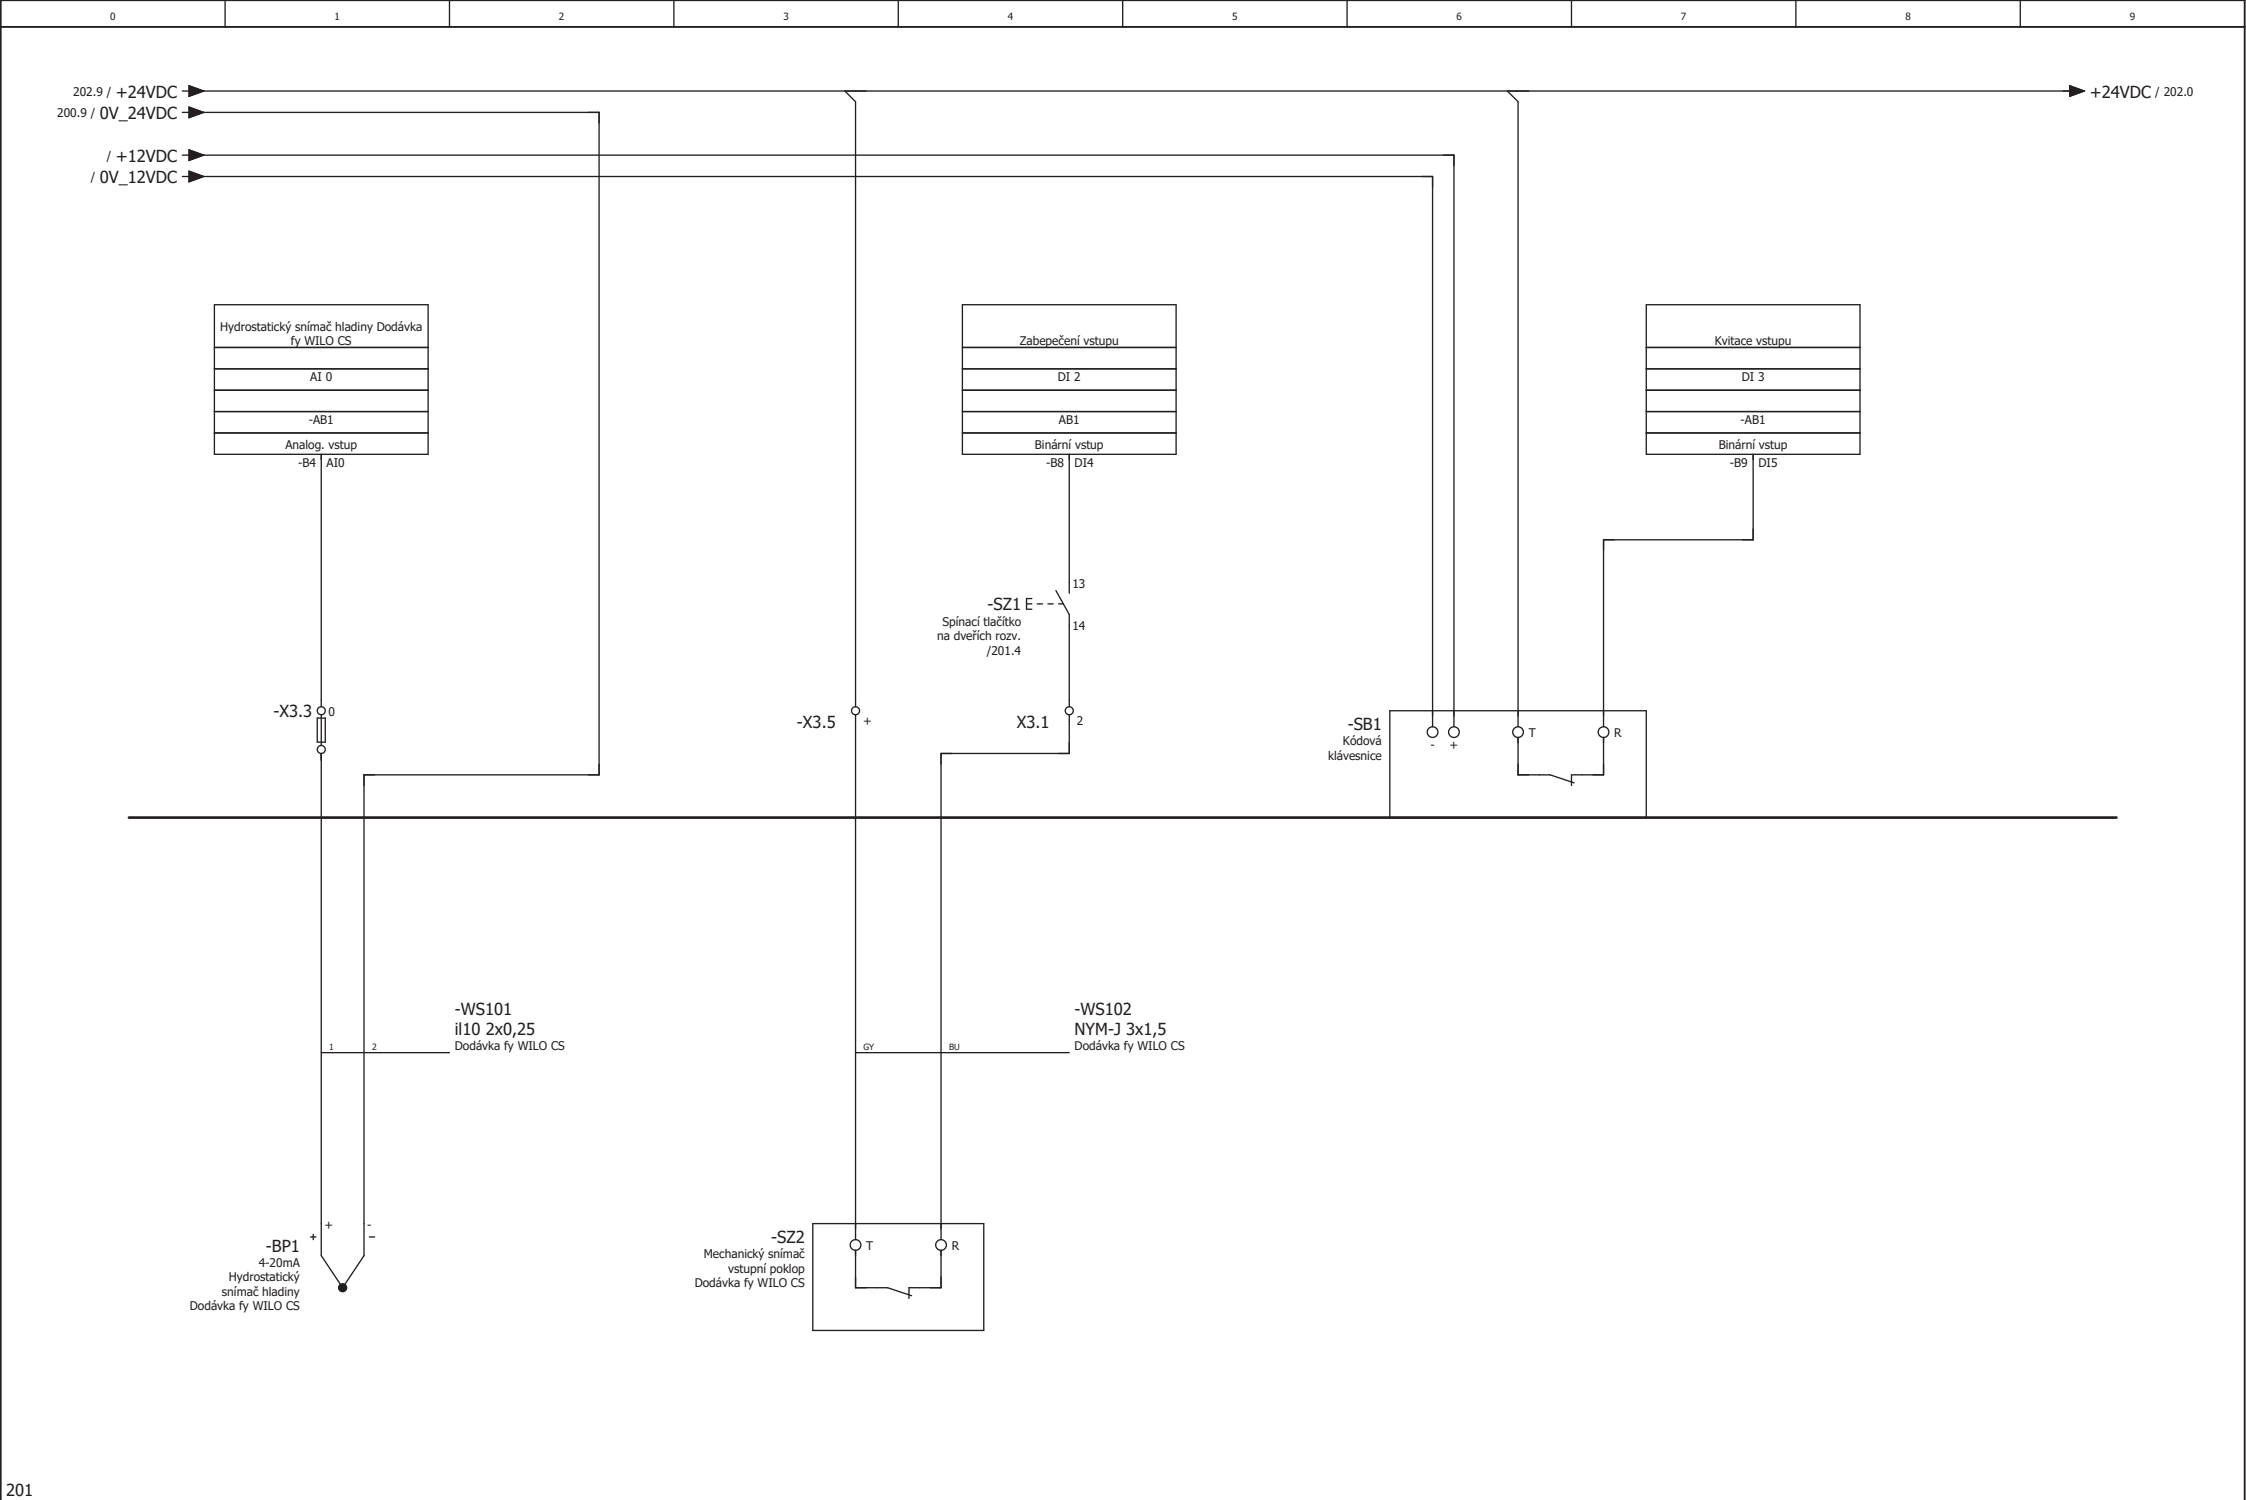 0 1 2 3 4 5 6 7 8 9
202.9 / +24VDC
+24VDC / 202.0
200.9 / 0V_24VDC
/ +12VDC
/ 0V_12VDC
Hydrostatický snímač hladiny Dodávka
fy WILO CS
AI 0
-AB1
Analog. vstup
-B4 AI0
Zabepečení vstupu
DI 2
AB1
Binární vstup
-B8 DI4
Kvitace vstupu
DI 3
-AB1
Binární vstup
-B9 DI5
13
-SZ1 E
Spínací tlačítko
na dveřích rozv.
/201.4
14
-X3.3 0
-X3.5 +
X3.1 2
-SB1
Kódová
klávesnice
- + T R
-WS101
il10 2x0,25
Dodávka fy WILO CS
1 2
-WS102
NYM-J 3x1,5
Dodávka fy WILO CS
GY BU
+ -
+ -
-BP1
4-20mA
Hydrostatický
snímač hladiny
Dodávka fy WILO CS
-SZ2
Mechanický snímač
vstupní poklop
Dodávka fy WILO CS
T R
201